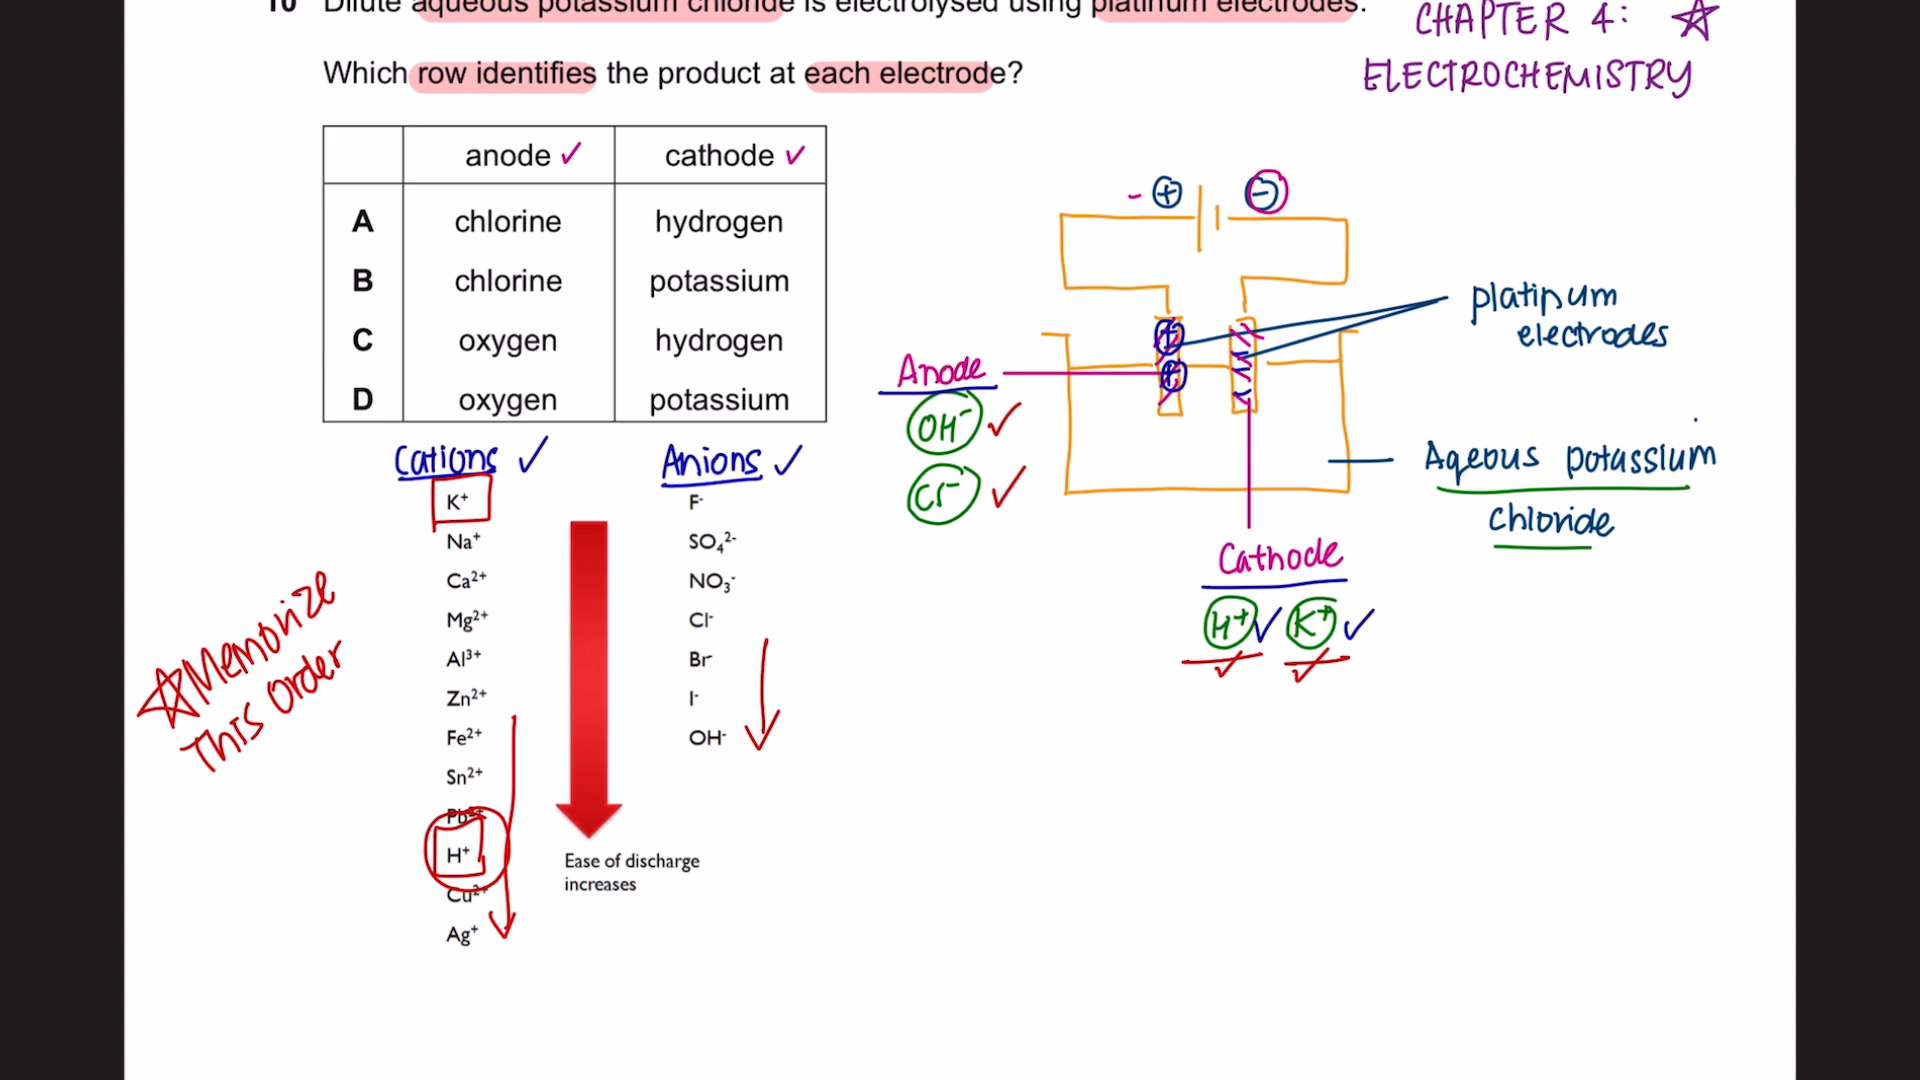 10 Dilute aqueous potassium chloride is electrolysed using platinum electrodes.
Which row identifies the product at each electrode?
CHAPTER 4:
ELECTROCHEMISTRY
anode ✓ cathode ✓
A chlorine hydrogen
B chlorine potassium
C oxygen hydrogen
D oxygen potassium
Cations ✓ Anions ✓
K⁺ F⁻
Na⁺ SO₄²⁻
Ca²⁺ NO₃⁻
Mg²⁺ Cl⁻
Al³⁺ Br⁻
Zn²⁺ I⁻
Fe²⁺ OH⁻
Sn²⁺
Pb²⁺
H⁺
Cu²⁺
Ag⁺
Ease of discharge
increases
Memorize
This Order
- + -
platinum
electrodes
+
+
Anode
OH⁻ ✓
Cl⁻ ✓
Aqeous potassium
Chloride
Cathode
H⁺ ✓ K⁺ ✓